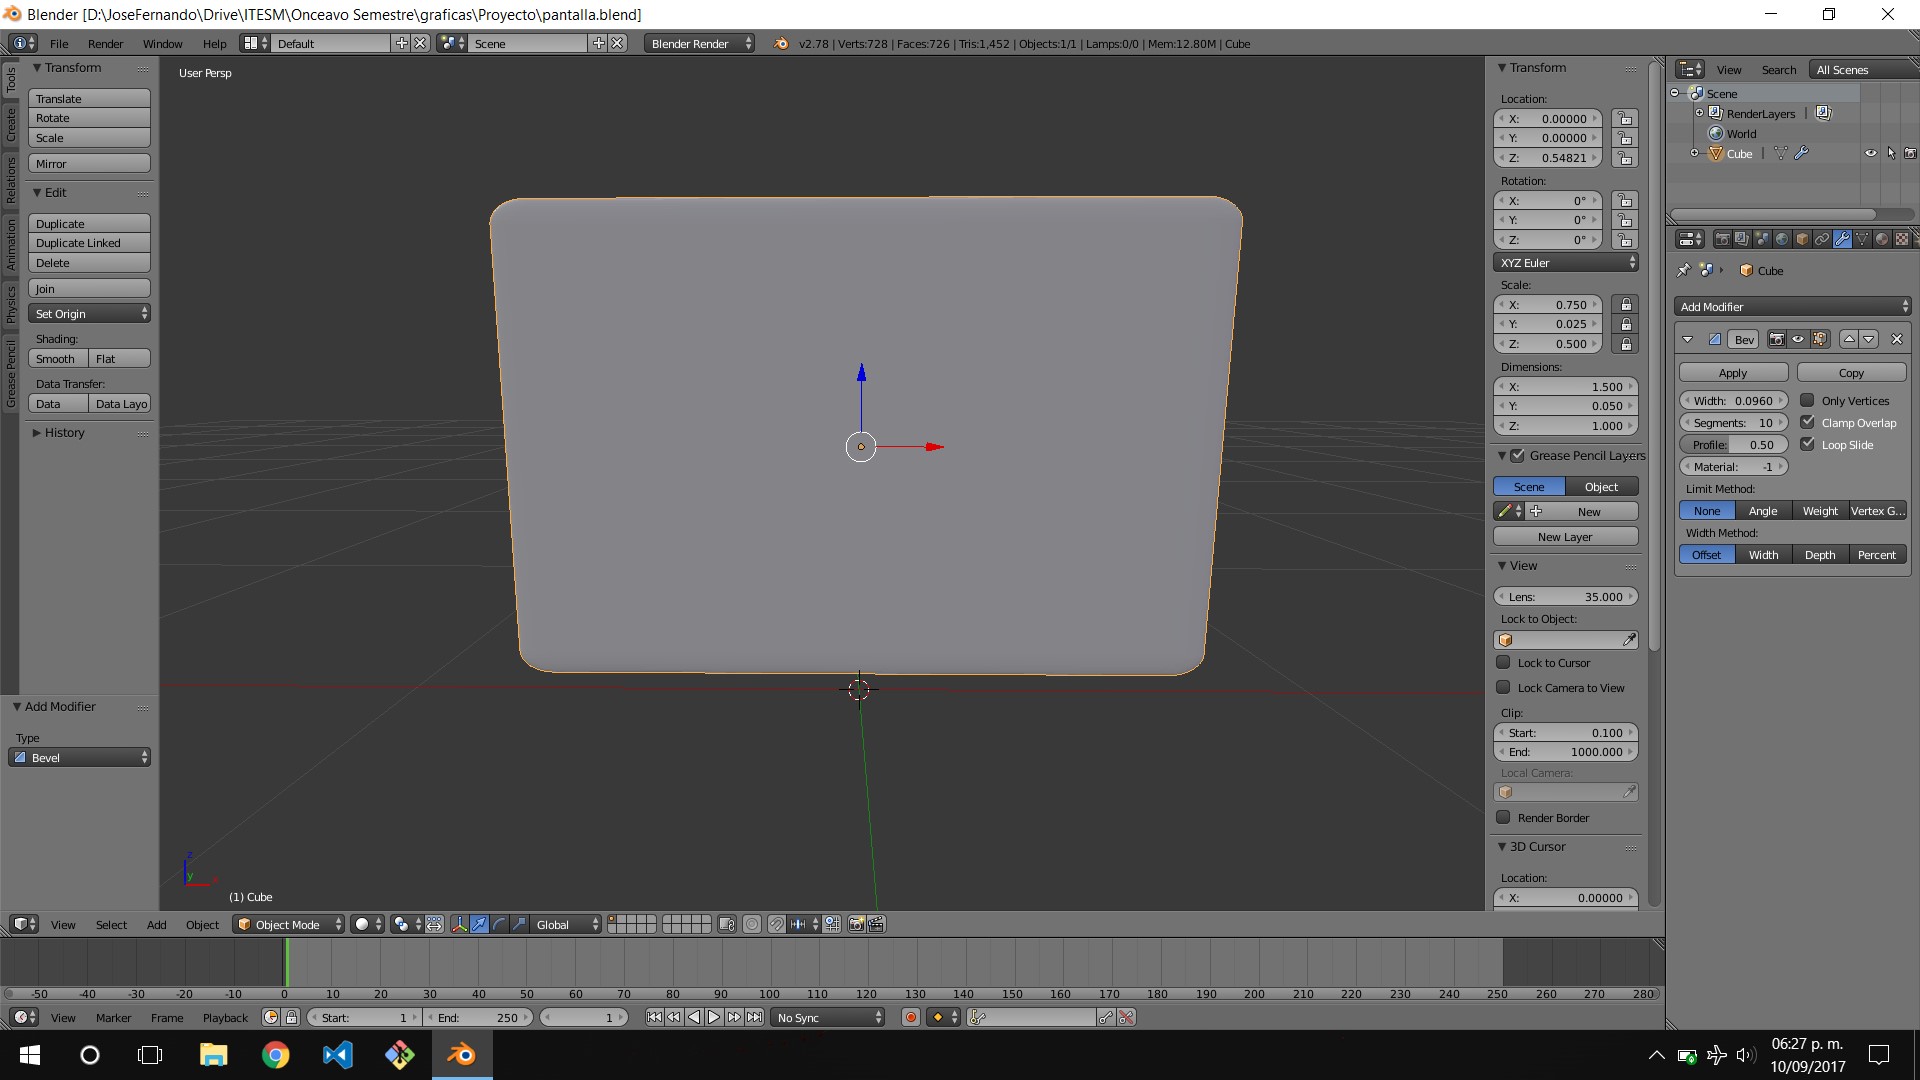 Blender [D:\JoseFernando\Drive\ITESM\Onceavo Semestre\graficas\Proyecto\pantalla.blend]
File Render Window Help Default Scene Blender Render v2.78 | Verts:728 | Faces:726 | Tris:1,452 | Objects:1/1 | Lamps:0/0 | Mem:12.80M | Cube
Tools
Create
Relations
Animation
Physics
Grease Pencil
Transform
Translate
Rotate
Scale
Mirror
Edit
Duplicate
Duplicate Linked
Delete
Join
Set Origin
Shading:
Smooth Flat
Data Transfer:
Data Data Layo
History
Add Modifier
Type
Bevel
User Persp
z
y
x
(1) Cube
Transform
Location:
X: 0.00000
Y: 0.00000
Z: 0.54821
Rotation:
X: 0°
Y: 0°
Z: 0°
XYZ Euler
Scale:
X: 0.750
Y: 0.025
Z: 0.500
Dimensions:
X: 1.500
Y: 0.050
Z: 1.000
Grease Pencil Layers
Scene Object
New
New Layer
View
Lens: 35.000
Lock to Object:
Lock to Cursor
Lock Camera to View
Clip:
Start: 0.100
End: 1000.000
Local Camera:
Render Border
3D Cursor
Location:
X: 0.00000
View Search All Scenes
Scene
RenderLayers |
World
Cube |
Cube
Add Modifier
Bev
Apply Copy
Width: 0.0960 Only Vertices
Segments: 10 Clamp Overlap
Profile: 0.50 Loop Slide
Material: -1
Limit Method:
None Angle Weight Vertex G...
Width Method:
Offset Width Depth Percent
View Select Add Object Object Mode Global
-50 -40 -30 -20 -10 0 10 20 30 40 50 60 70 80 90 100 110 120 130 140 150 160 170 180 190 200 210 220 230 240 250 260 270 280
View Marker Frame Playback Start: 1 End: 250 1 No Sync
06:27 p. m.
10/09/2017